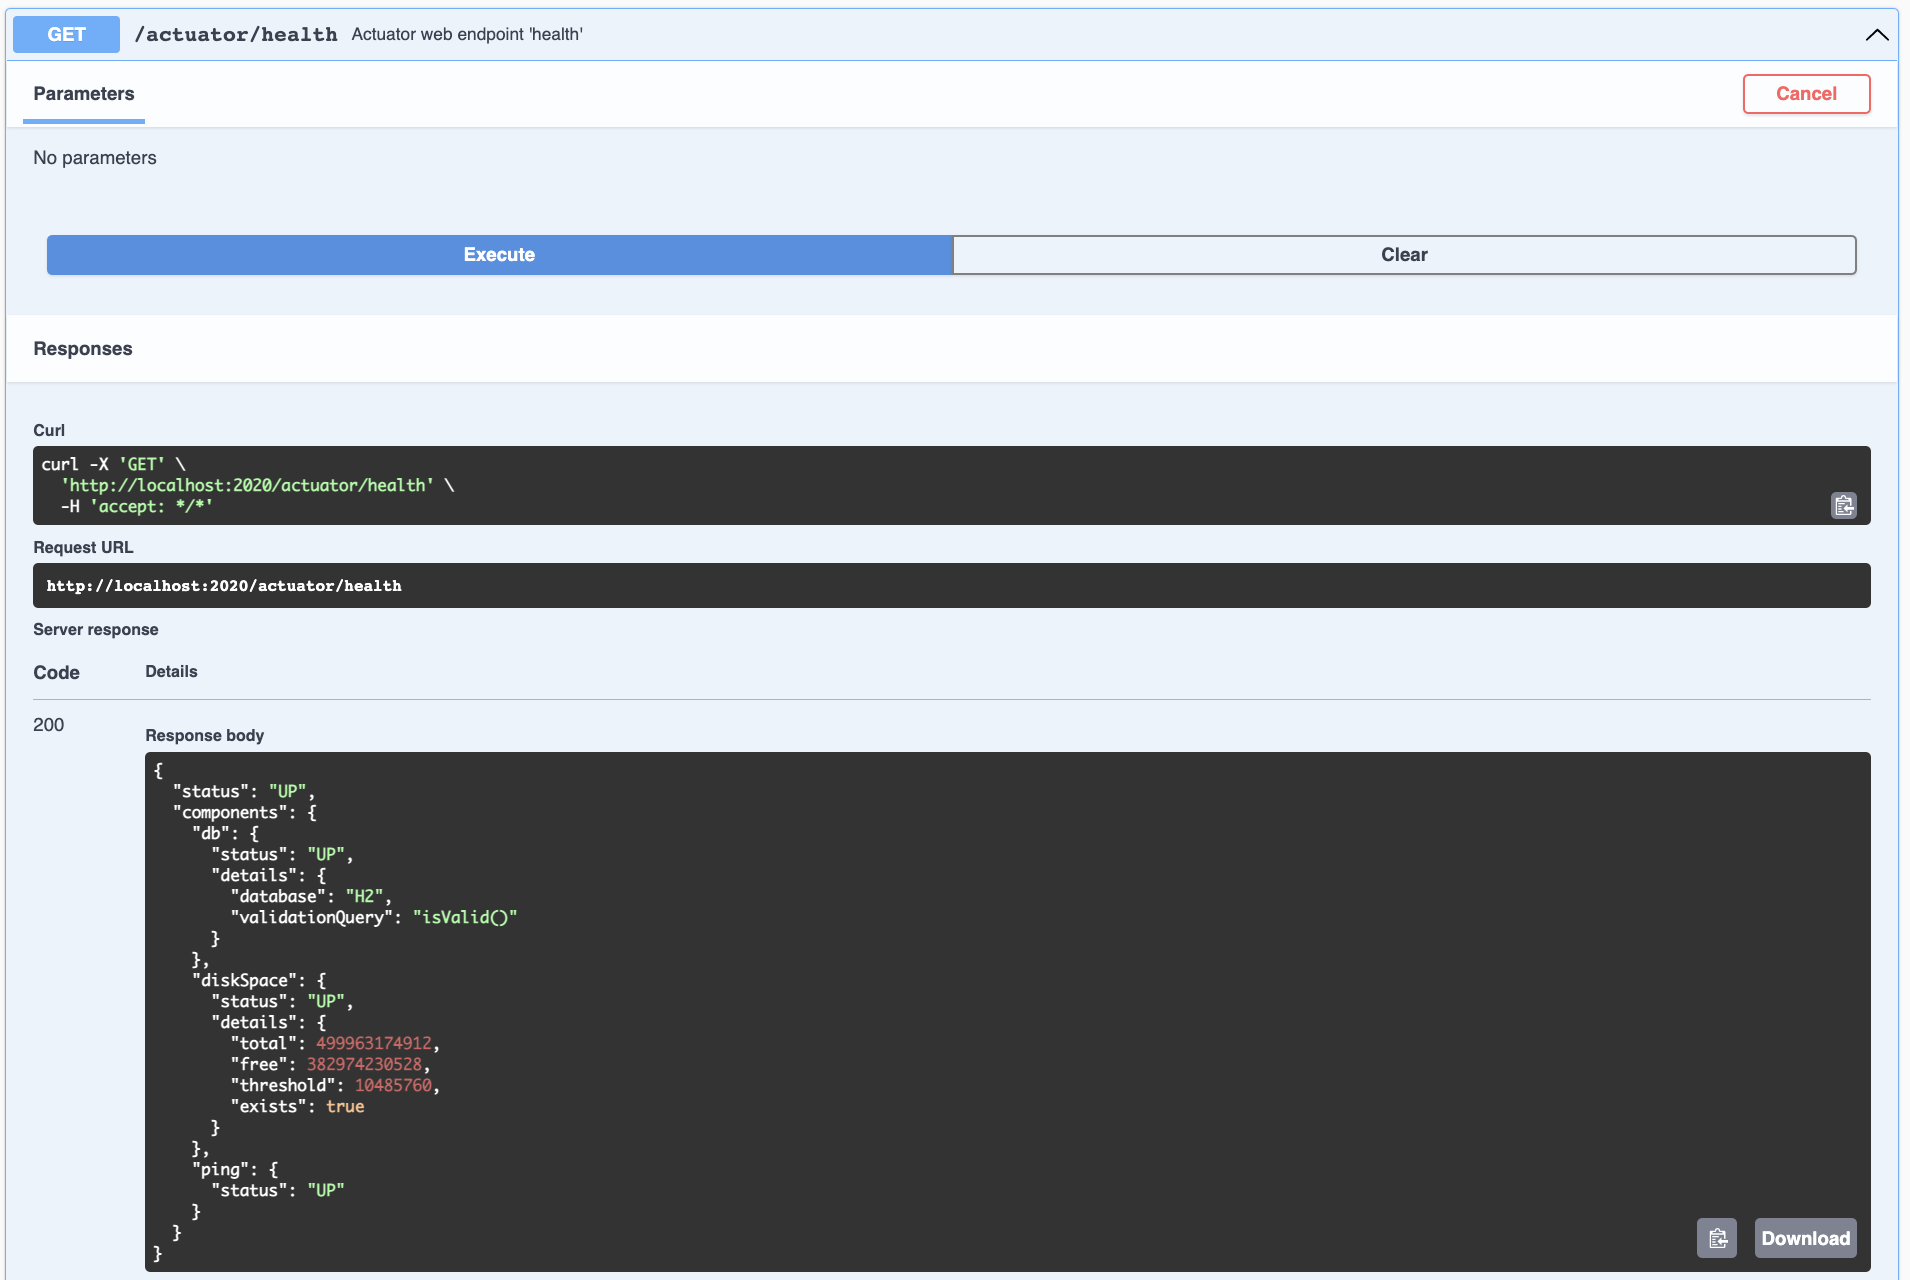 GET /actuator/health Actuator web endpoint 'health'
Parameters
Cancel
No parameters
Execute
Clear
Responses
Curl
curl -X 'GET' \
  'http://localhost:2020/actuator/health' \
  -H 'accept: */*'
Request URL
http://localhost:2020/actuator/health
Server response
Code Details
200
Response body
{
  "status": "UP",
  "components": {
    "db": {
      "status": "UP",
      "details": {
        "database": "H2",
        "validationQuery": "isValid()"
      }
    },
    "diskSpace": {
      "status": "UP",
      "details": {
        "total": 499963174912,
        "free": 382974230528,
        "threshold": 10485760,
        "exists": true
      }
    },
    "ping": {
      "status": "UP"
    }
  }
}
Download